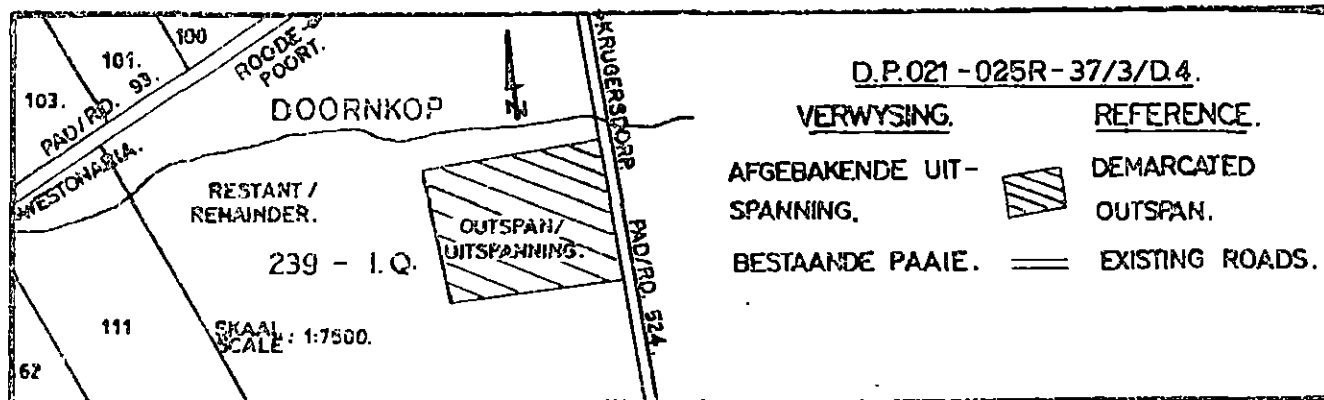 100
101.
103.
PAD/RD. 93.
ROODE-
POORT.
WESTONARIA.
DOORNKOP
N
KRUGERSDORP
PAD/RD. 524.
RESTANT/
REMAINDER.
239 - I.Q.
OUTSPAN/
UITSPANNING.
111
62
SKAAL
SCALE : 1:7500.
D.P.021-025R-37/3/D.4.
VERWYSING. REFERENCE.
AFGEBAKENDE UIT-
SPANNING.
DEMARCATED
OUTSPAN.
BESTAANDE PAAIE. EXISTING ROADS.